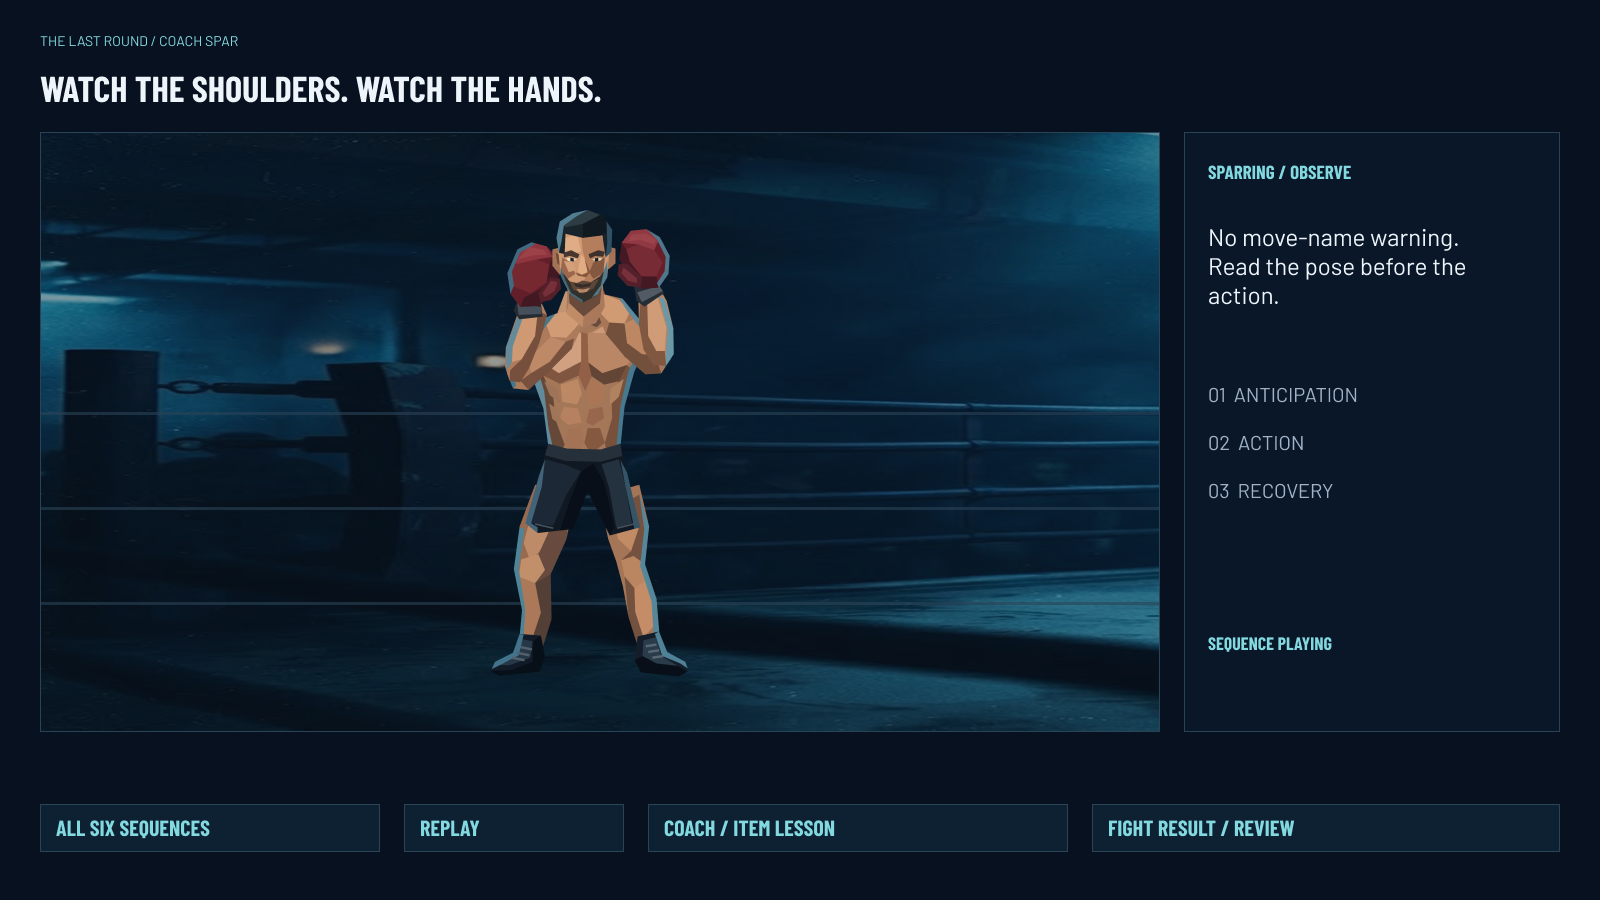 THE LAST ROUND / COACH SPAR
WATCH THE SHOULDERS. WATCH THE HANDS.
SPARRING / OBSERVE
No move-name warning.
Read the pose before the
action.
01 ANTICIPATION
02 ACTION
03 RECOVERY
SEQUENCE PLAYING
ALL SIX SEQUENCES
REPLAY
COACH / ITEM LESSON
FIGHT RESULT / REVIEW